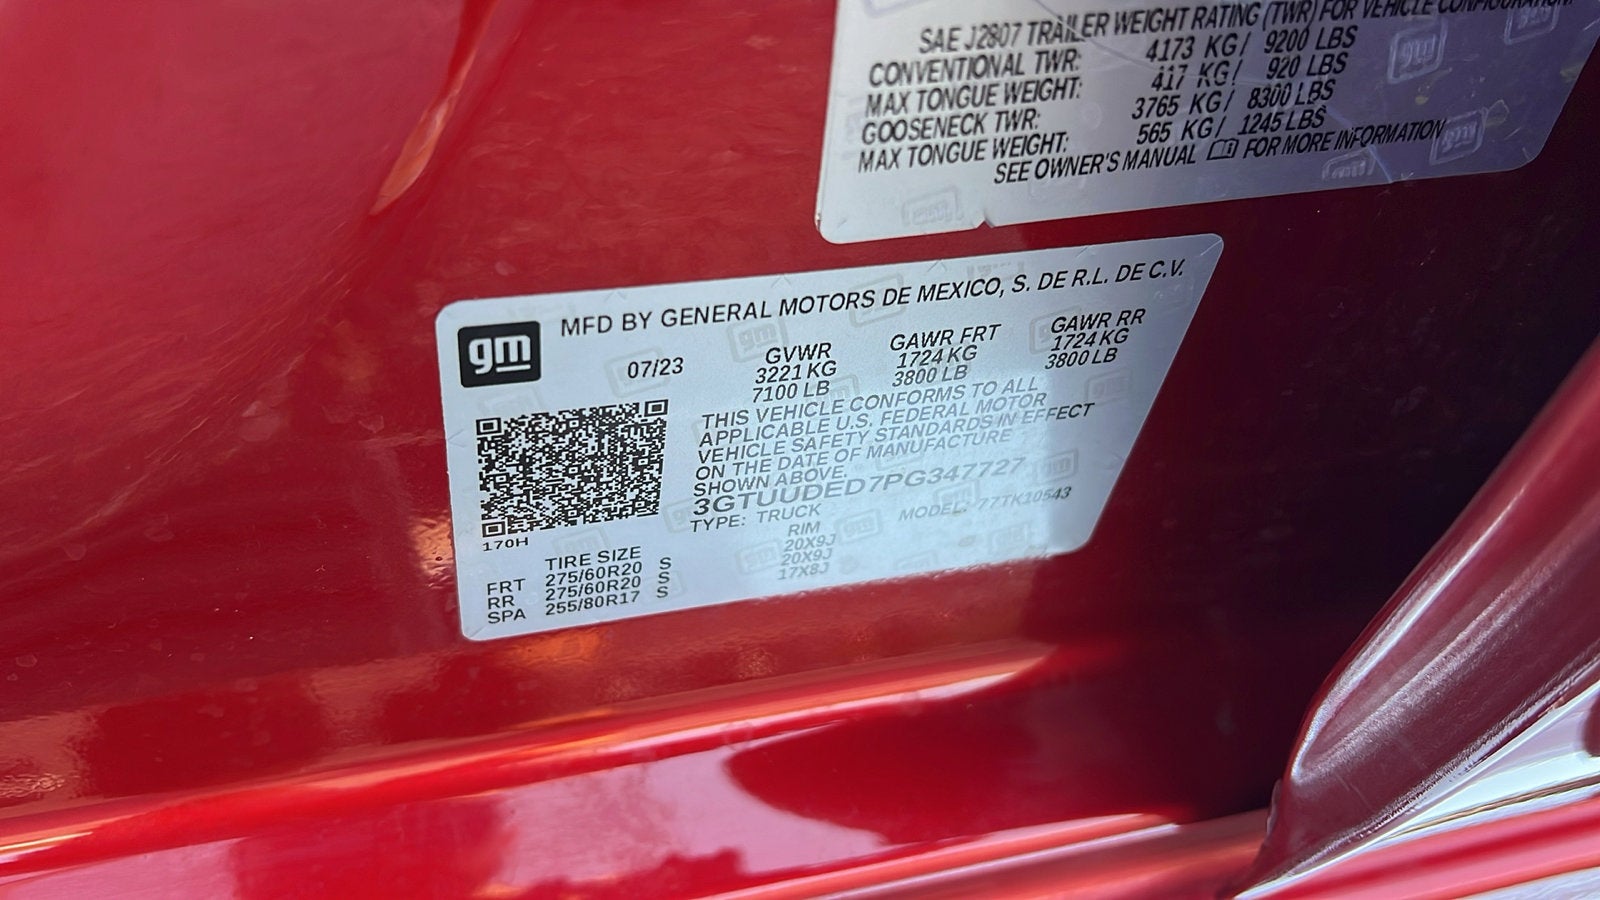 SAE J2807 TRAILER WEIGHT RATING (TWR) FOR VEHICLE CONFIGURATION
CONVENTIONAL TWR: 4173 KG/ 9200 LBS
MAX TONGUE WEIGHT: 417 KG/ 920 LBS
GOOSENECK TWR: 3765 KG/ 8300 LBS
MAX TONGUE WEIGHT: 565 KG/ 1245 LBS
SEE OWNER'S MANUAL FOR MORE INFORMATION
gm
MFD BY GENERAL MOTORS DE MEXICO, S. DE R.L. DE C.V.
07/23 GVWR GAWR FRT GAWR RR
3221 KG 1724 KG 1724 KG
7100 LB 3800 LB 3800 LB
THIS VEHICLE CONFORMS TO ALL
APPLICABLE U.S. FEDERAL MOTOR
VEHICLE SAFETY STANDARDS IN EFFECT
ON THE DATE OF MANUFACTURE
SHOWN ABOVE.
3GTUUDED7PG347727
TYPE: TRUCK MODEL: 77TK10543
170H
TIRE SIZE RIM
FRT 275/60R20 S 20X9J
RR 275/60R20 S 20X9J
SPA 255/80R17 S 17X8J